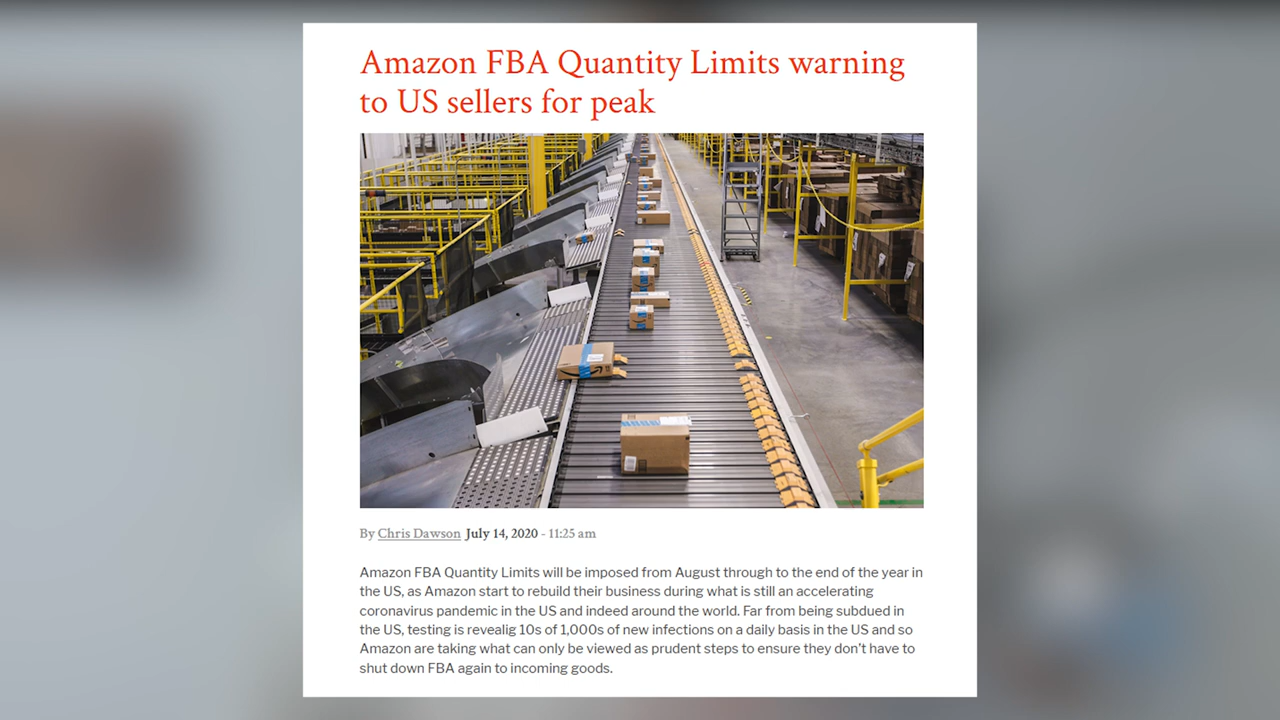 Amazon FBA Quantity Limits warning
to US sellers for peak
By Chris Dawson July 14, 2020 - 11:25 am
Amazon FBA Quantity Limits will be imposed from August through to the end of the year in
the US, as Amazon start to rebuild their business during what is still an accelerating
coronavirus pandemic in the US and indeed around the world. Far from being subdued in
the US, testing is revealig 10s of 1,000s of new infections on a daily basis in the US and so
Amazon are taking what can only be viewed as prudent steps to ensure they don't have to
shut down FBA again to incoming goods.